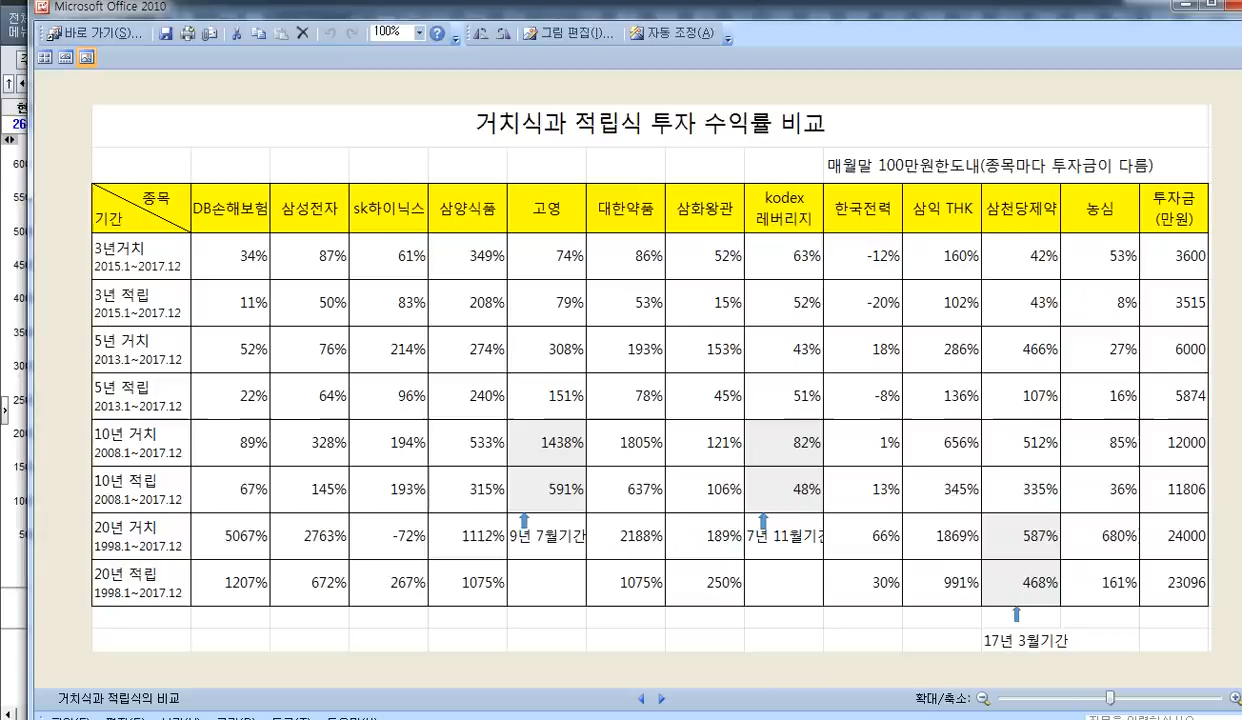 Microsoft Office 2010
바로 가기(S)...
100%
그림 편집(I)...
자동 조정(A)
거치식과 적립식 투자 수익률 비교
매월말 100만원한도내(종목마다 투자금이 다름)
종목
기간
DB손해보험 삼성전자 sk하이닉스 삼양식품 고영 대한약품 삼화왕관 kodex 레버리지 한국전력 삼익 THK 삼천당제약 농심 투자금 (만원)
3년거치 34% 87% 61% 349% 74% 86% 52% 63% -12% 160% 42% 53% 3600
2015.1~2017.12
3년 적립 11% 50% 83% 208% 79% 53% 15% 52% -20% 102% 43% 8% 3515
2015.1~2017.12
5년 거치 52% 76% 214% 274% 308% 193% 153% 43% 18% 286% 466% 27% 6000
2013.1~2017.12
5년 적립 22% 64% 96% 240% 151% 78% 45% 51% -8% 136% 107% 16% 5874
2013.1~2017.12
10년 거치 89% 328% 194% 533% 1438% 1805% 121% 82% 1% 656% 512% 85% 12000
2008.1~2017.12
10년 적립 67% 145% 193% 315% 591% 637% 106% 48% 13% 345% 335% 36% 11806
2008.1~2017.12
20년 거치 5067% 2763% -72% 1112% 9년 7월기간 2188% 189% 7년 11월기간 66% 1869% 587% 680% 24000
1998.1~2017.12
20년 적립 1207% 672% 267% 1075% 1075% 250% 30% 991% 468% 161% 23096
1998.1~2017.12
17년 3월기간
거치식과 적립식의 비교
확대/축소: